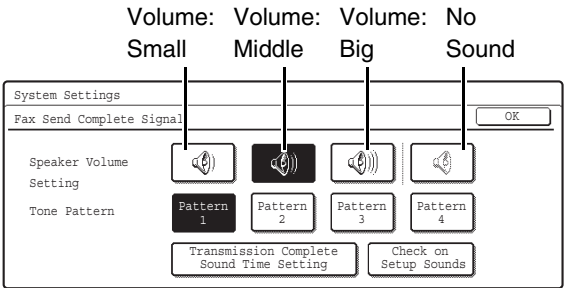 Volume: Volume: Volume: No
Small Middle Big Sound
System Settings
Fax Send Complete Signal
OK
Speaker Volume
Setting
Tone Pattern
Pattern
1
Pattern
2
Pattern
3
Pattern
4
Transmission Complete
Sound Time Setting
Check on
Setup Sounds